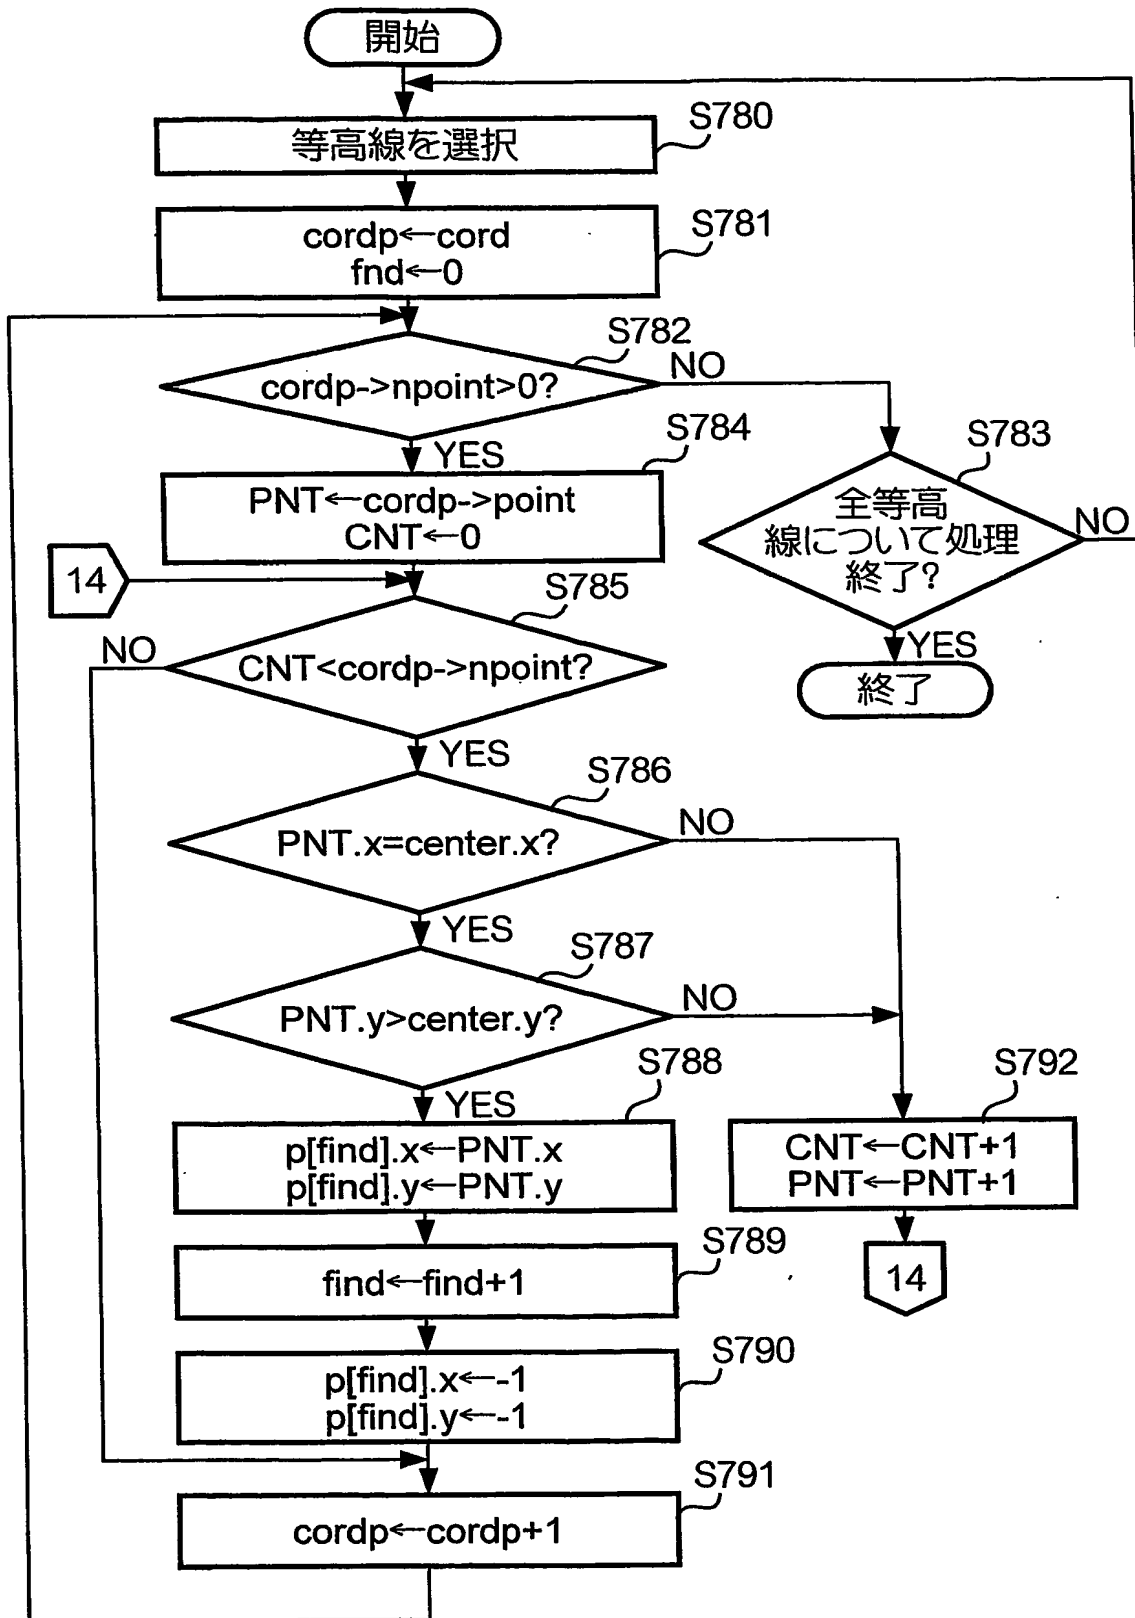 開始
S780
等高線を選択
S781
cordp←cord
fnd←0
S782
cordp->npoint>0?
NO
YES
S783
全等高
線について処理
終了?
NO
YES
終了
S784
PNT←cordp->point
CNT←0
14
S785
NO
CNT<cordp->npoint?
YES
S786
PNT.x=center.x?
NO
YES
S787
PNT.y>center.y?
NO
YES
S788
p[find].x←PNT.x
p[find].y←PNT.y
S792
CNT←CNT+1
PNT←PNT+1
14
S789
find←find+1
S790
p[find].x←-1
p[find].y←-1
S791
cordp←cordp+1